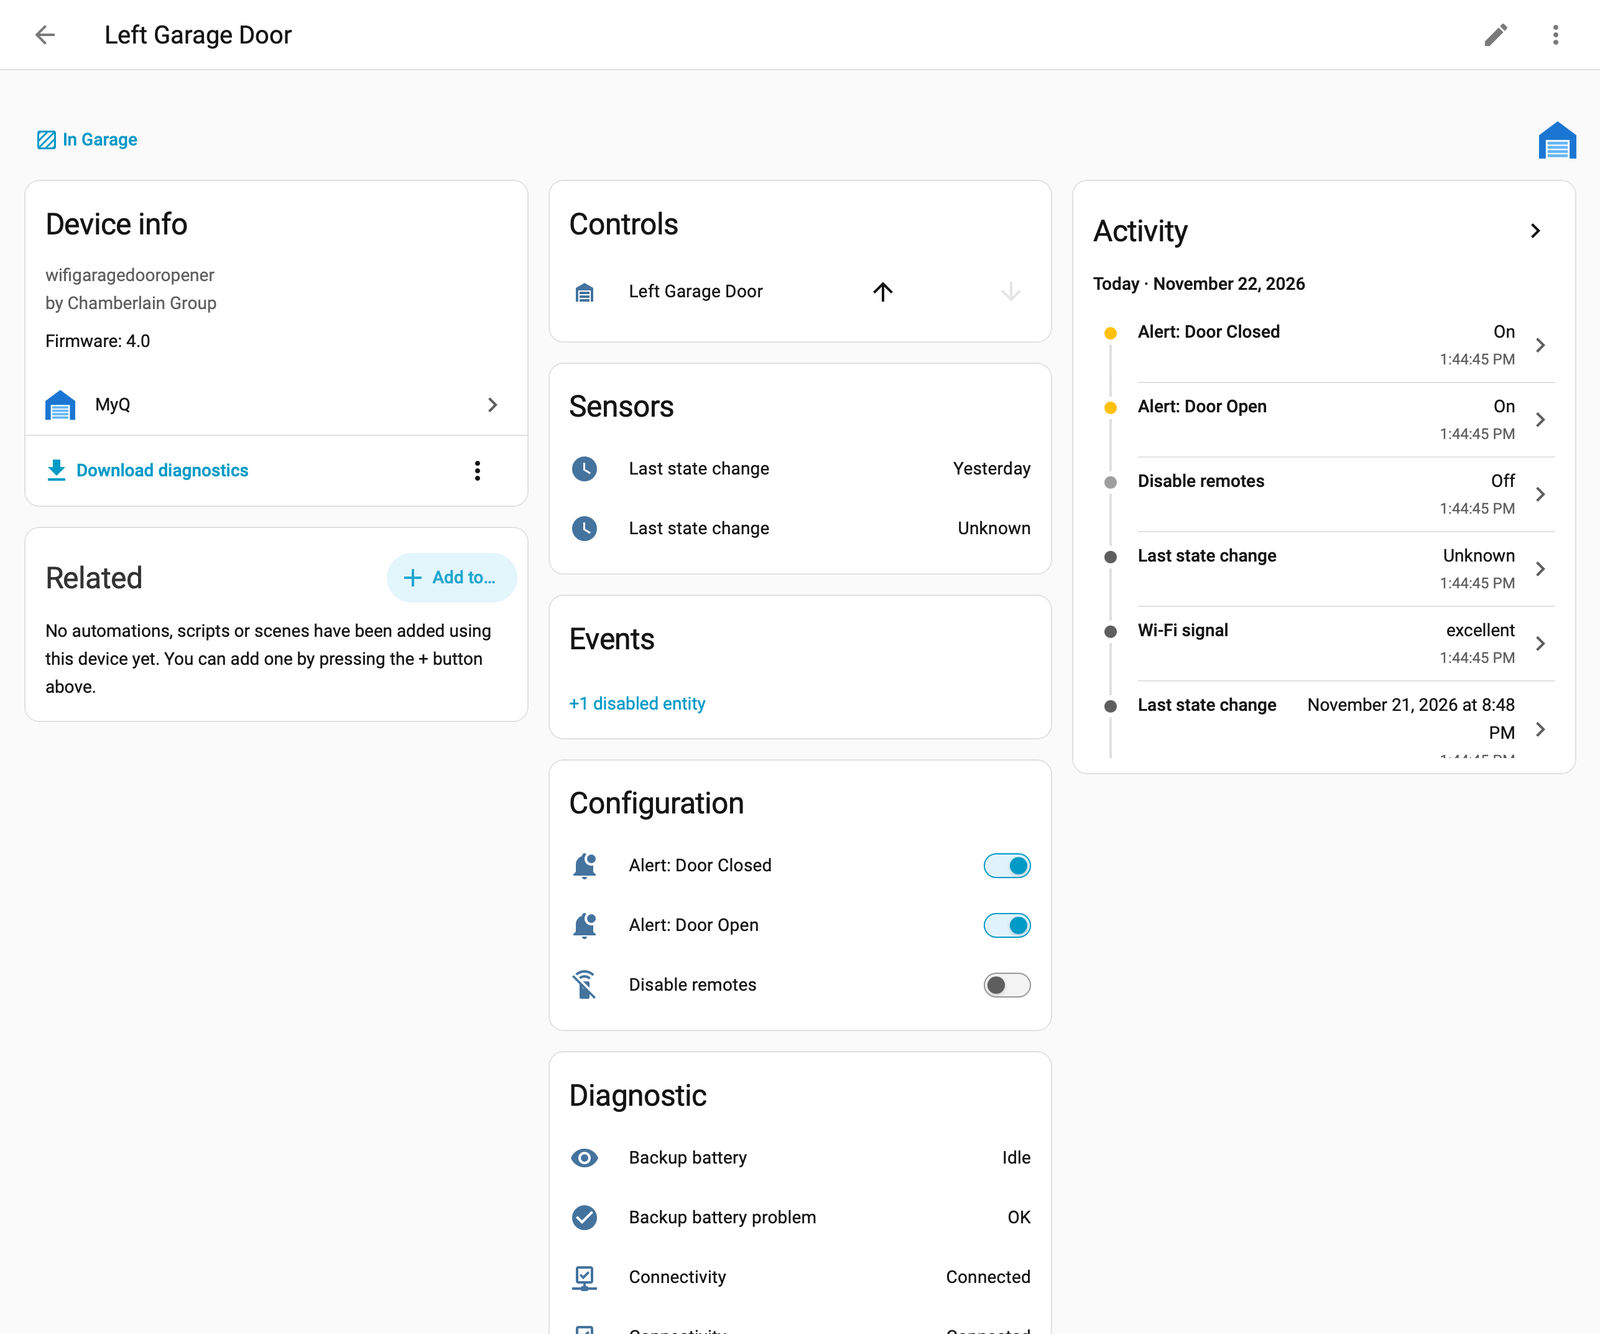 Left Garage Door
In Garage
Device info
wifigaragedooropener
by Chamberlain Group
Firmware: 4.0
MyQ
Download diagnostics
Related
Add to...
No automations, scripts or scenes have been added using
this device yet. You can add one by pressing the + button
above.
Controls
Left Garage Door
Sensors
Last state change Yesterday
Last state change Unknown
Events
+1 disabled entity
Configuration
Alert: Door Closed
Alert: Door Open
Disable remotes
Diagnostic
Backup battery Idle
Backup battery problem OK
Connectivity Connected
Connectivity Connected
Activity
Today · November 22, 2026
Alert: Door Closed On
1:44:45 PM
Alert: Door Open On
1:44:45 PM
Disable remotes Off
1:44:45 PM
Last state change Unknown
1:44:45 PM
Wi-Fi signal excellent
1:44:45 PM
Last state change November 21, 2026 at 8:48
PM
1:44:45 PM